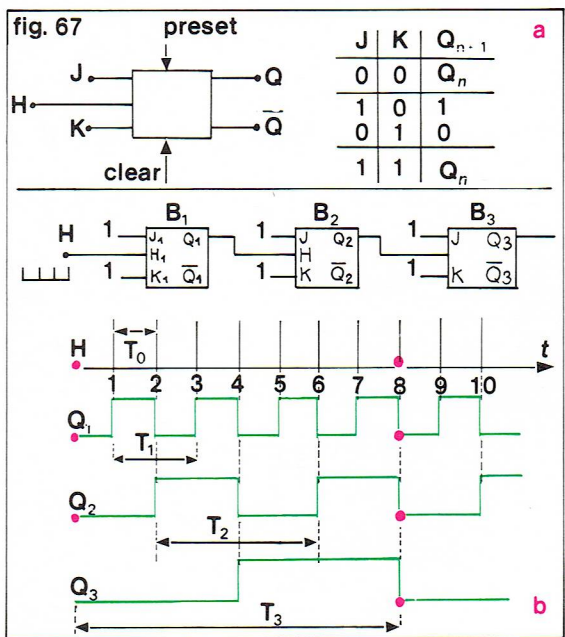 fig. 67 preset a
J K Qn-1
J Q
0 0 Qn
H
1 0 1
K Q̅
0 1 0
clear
1 1 Qn
B1 B2 B3
H 1 J1 Q1 1 J Q2 1 J Q3
H1 H
1 K1 Q̅1 1 K Q̅2 1 K Q̅3
H T0 t
1 2 3 4 5 6 7 8 9 10
Q1
T1
Q2
T2
Q3
T3 b